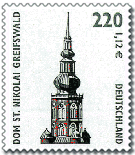 220
1,12 €
DEUTSCHLAND
DOM ST. NIKOLAI GREIFSWALD